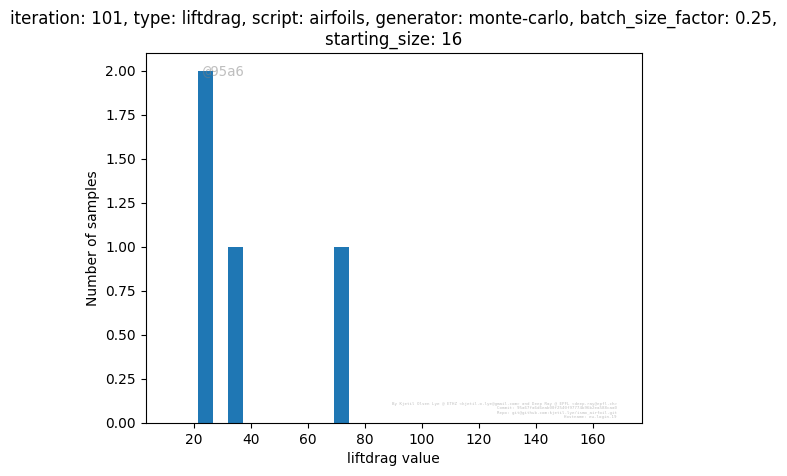 iteration: 101, type: liftdrag, script: airfoils, generator: monte-carlo, batch_size_factor: 0.25,
starting_size: 16
2.00
1.75
1.50
1.25
1.00
0.75
0.50
0.25
0.00
Number of samples
20 40 60 80 100 120 140 160
liftdrag value